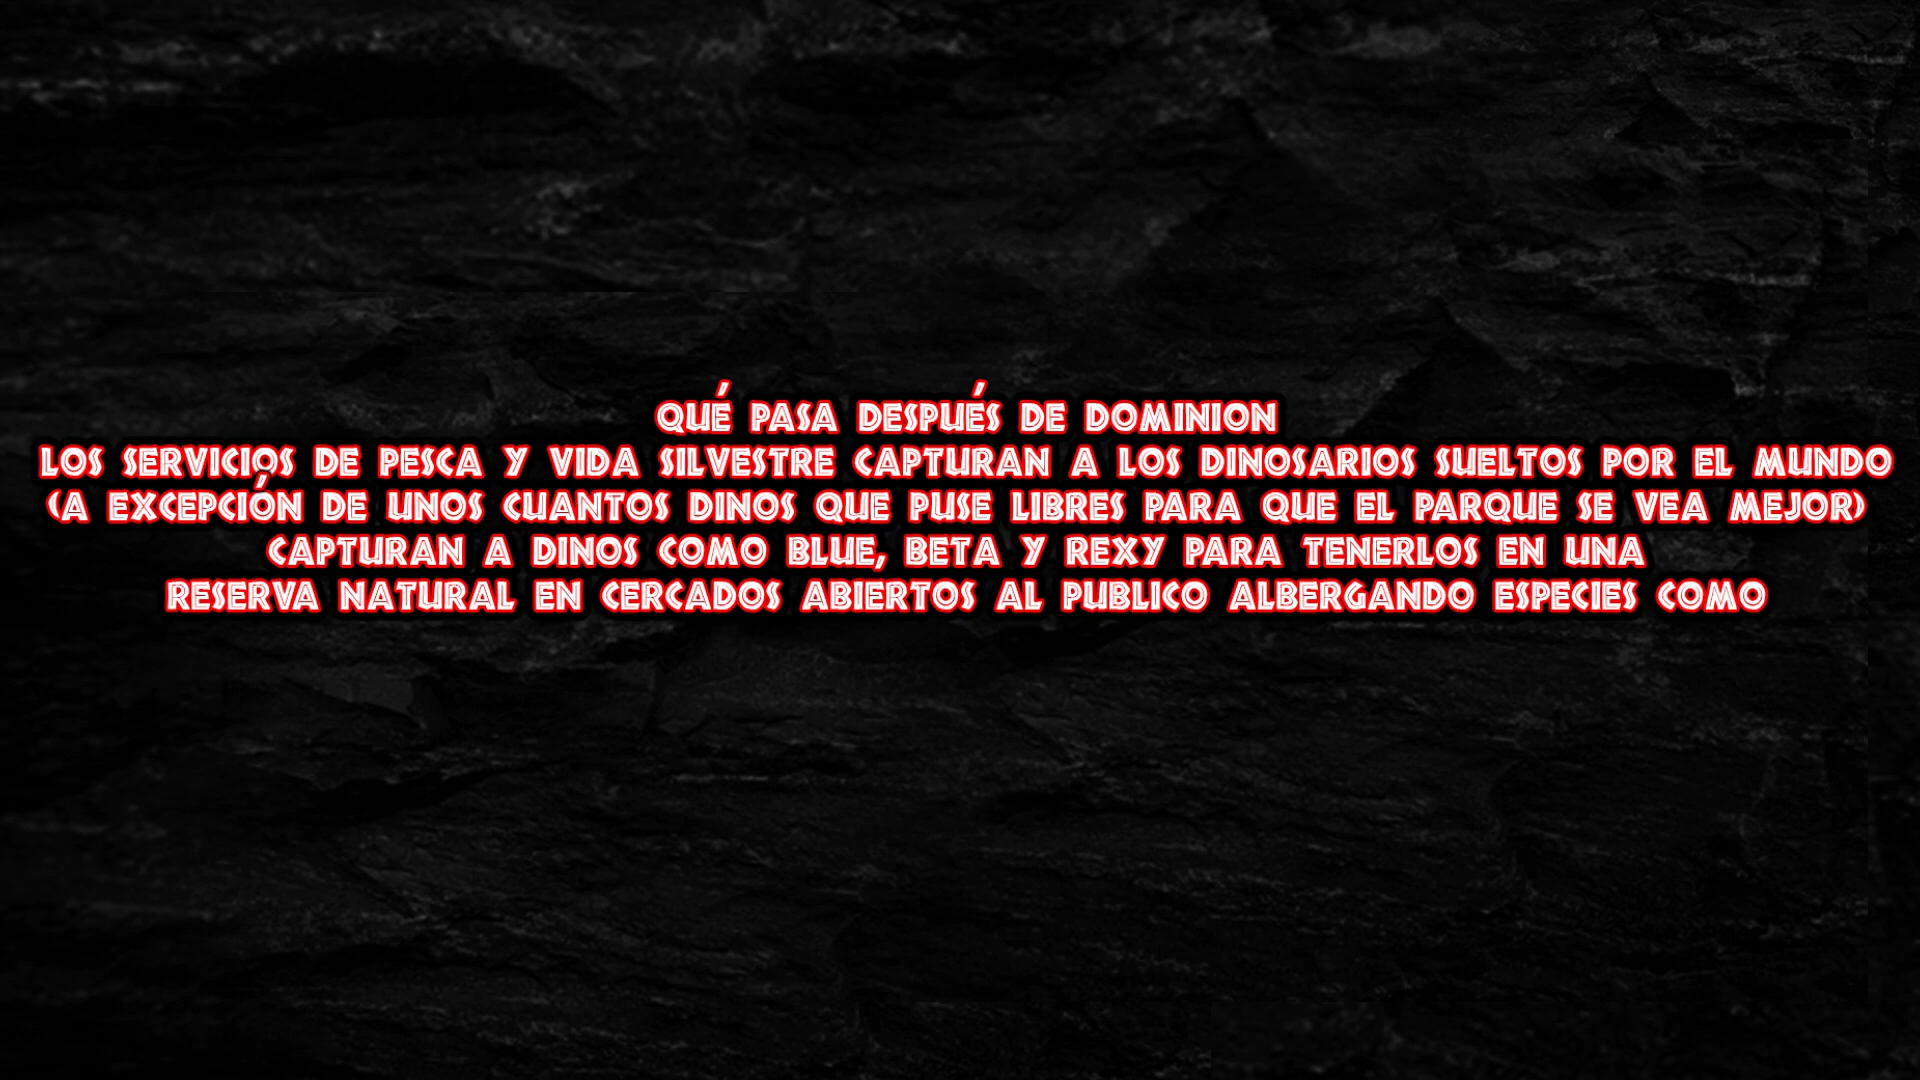 QUÉ PASA DESPUÉS DE DOMINION
LOS SERVICIOS DE PESCA Y VIDA SILVESTRE CAPTURAN A LOS DINOSARIOS SUELTOS POR EL MUNDO
(A EXCEPCIÓN DE UNOS CUANTOS DINOS QUE PUSE LIBRES PARA QUE EL PARQUE SE VEA MEJOR)
CAPTURAN A DINOS COMO BLUE, BETA Y REXY PARA TENERLOS EN UNA
RESERVA NATURAL EN CERCADOS ABIERTOS AL PUBLICO ALBERGANDO ESPECIES COMO